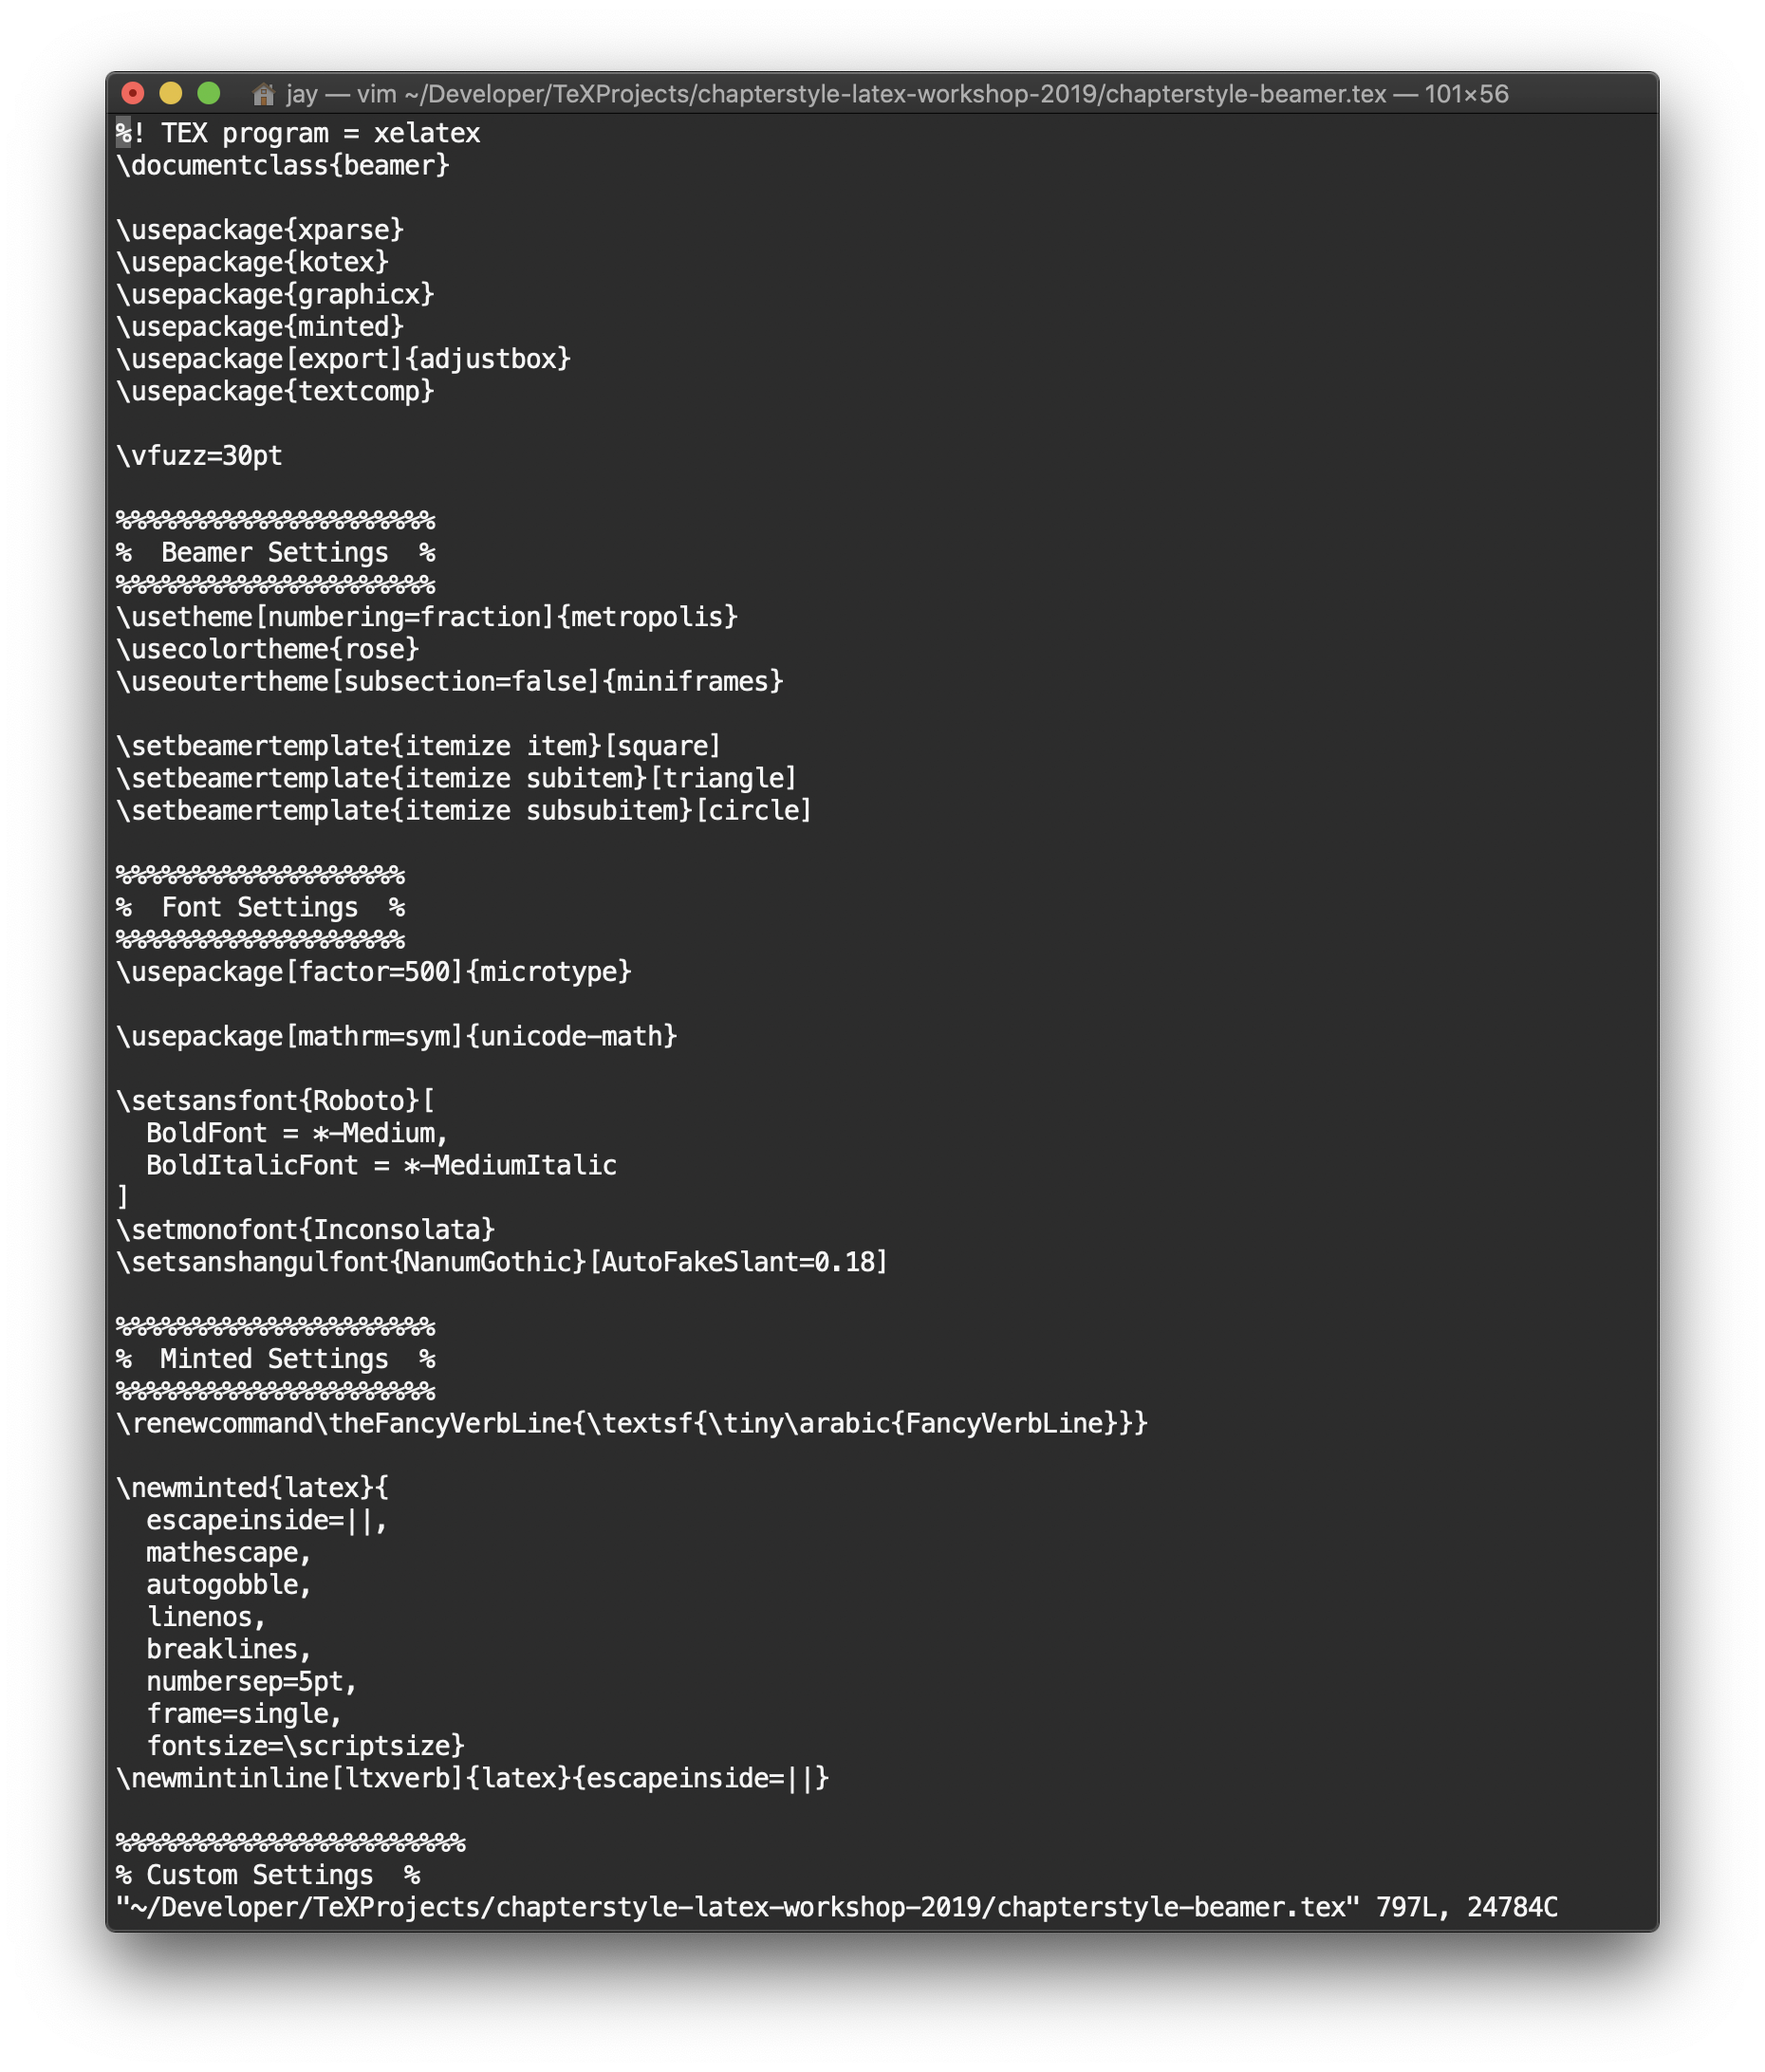 jay — vim ~/Developer/TeXProjects/chapterstyle-latex-workshop-2019/chapterstyle-beamer.tex — 101×56
%! TEX program = xelatex
\documentclass{beamer}
\usepackage{xparse}
\usepackage{kotex}
\usepackage{graphicx}
\usepackage{minted}
\usepackage[export]{adjustbox}
\usepackage{textcomp}
\vfuzz=30pt
%%%%%%%%%%%%%%%%%%%%%
%  Beamer Settings  %
%%%%%%%%%%%%%%%%%%%%%
\usetheme[numbering=fraction]{metropolis}
\usecolortheme{rose}
\useoutertheme[subsection=false]{miniframes}
\setbeamertemplate{itemize item}[square]
\setbeamertemplate{itemize subitem}[triangle]
\setbeamertemplate{itemize subsubitem}[circle]
%%%%%%%%%%%%%%%%%%%
%  Font Settings  %
%%%%%%%%%%%%%%%%%%%
\usepackage[factor=500]{microtype}
\usepackage[mathrm=sym]{unicode-math}
\setsansfont{Roboto}[
  BoldFont = *-Medium,
  BoldItalicFont = *-MediumItalic
]
\setmonofont{Inconsolata}
\setsanshangulfont{NanumGothic}[AutoFakeSlant=0.18]
%%%%%%%%%%%%%%%%%%%%%
%  Minted Settings  %
%%%%%%%%%%%%%%%%%%%%%
\renewcommand\theFancyVerbLine{\textsf{\tiny\arabic{FancyVerbLine}}}
\newminted{latex}{
  escapeinside=||,
  mathescape,
  autogobble,
  linenos,
  breaklines,
  numbersep=5pt,
  frame=single,
  fontsize=\scriptsize}
\newmintinline[ltxverb]{latex}{escapeinside=||}
%%%%%%%%%%%%%%%%%%%%%%%
% Custom Settings  %
"~/Developer/TeXProjects/chapterstyle-latex-workshop-2019/chapterstyle-beamer.tex" 797L, 24784C